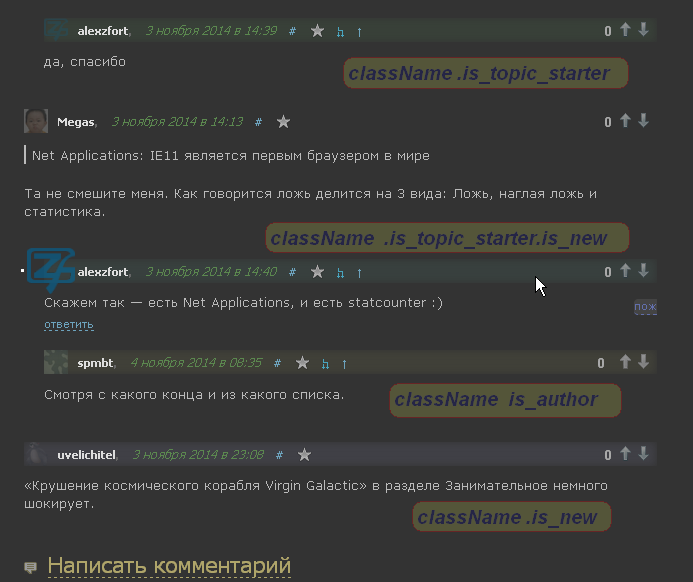 alexzfort, 3 ноября 2014 в 14:39 # ★ ↑ 0
да, спасибо
className .is_topic_starter
Megas, 3 ноября 2014 в 14:13 # ★ 0
Net Applications: IE11 является первым браузером в мире
Та не смешите меня. Как говорится ложь делится на 3 вида: Ложь, наглая ложь и
статистика.
className .is_topic_starter.is_new
alexzfort, 3 ноября 2014 в 14:40 # ★ ↑ 0
Скажем так — есть Net Applications, и есть statcounter :)
пож
ответить
spmbt, 4 ноября 2014 в 08:35 # ★ ↑ 0
Смотря с какого конца и из какого списка.
className is_author
uvelichitel, 3 ноября 2014 в 23:08 # ★ 0
«Крушение космического корабля Virgin Galactic» в разделе Занимательное немного
шокирует.
className .is_new
Написать комментарий